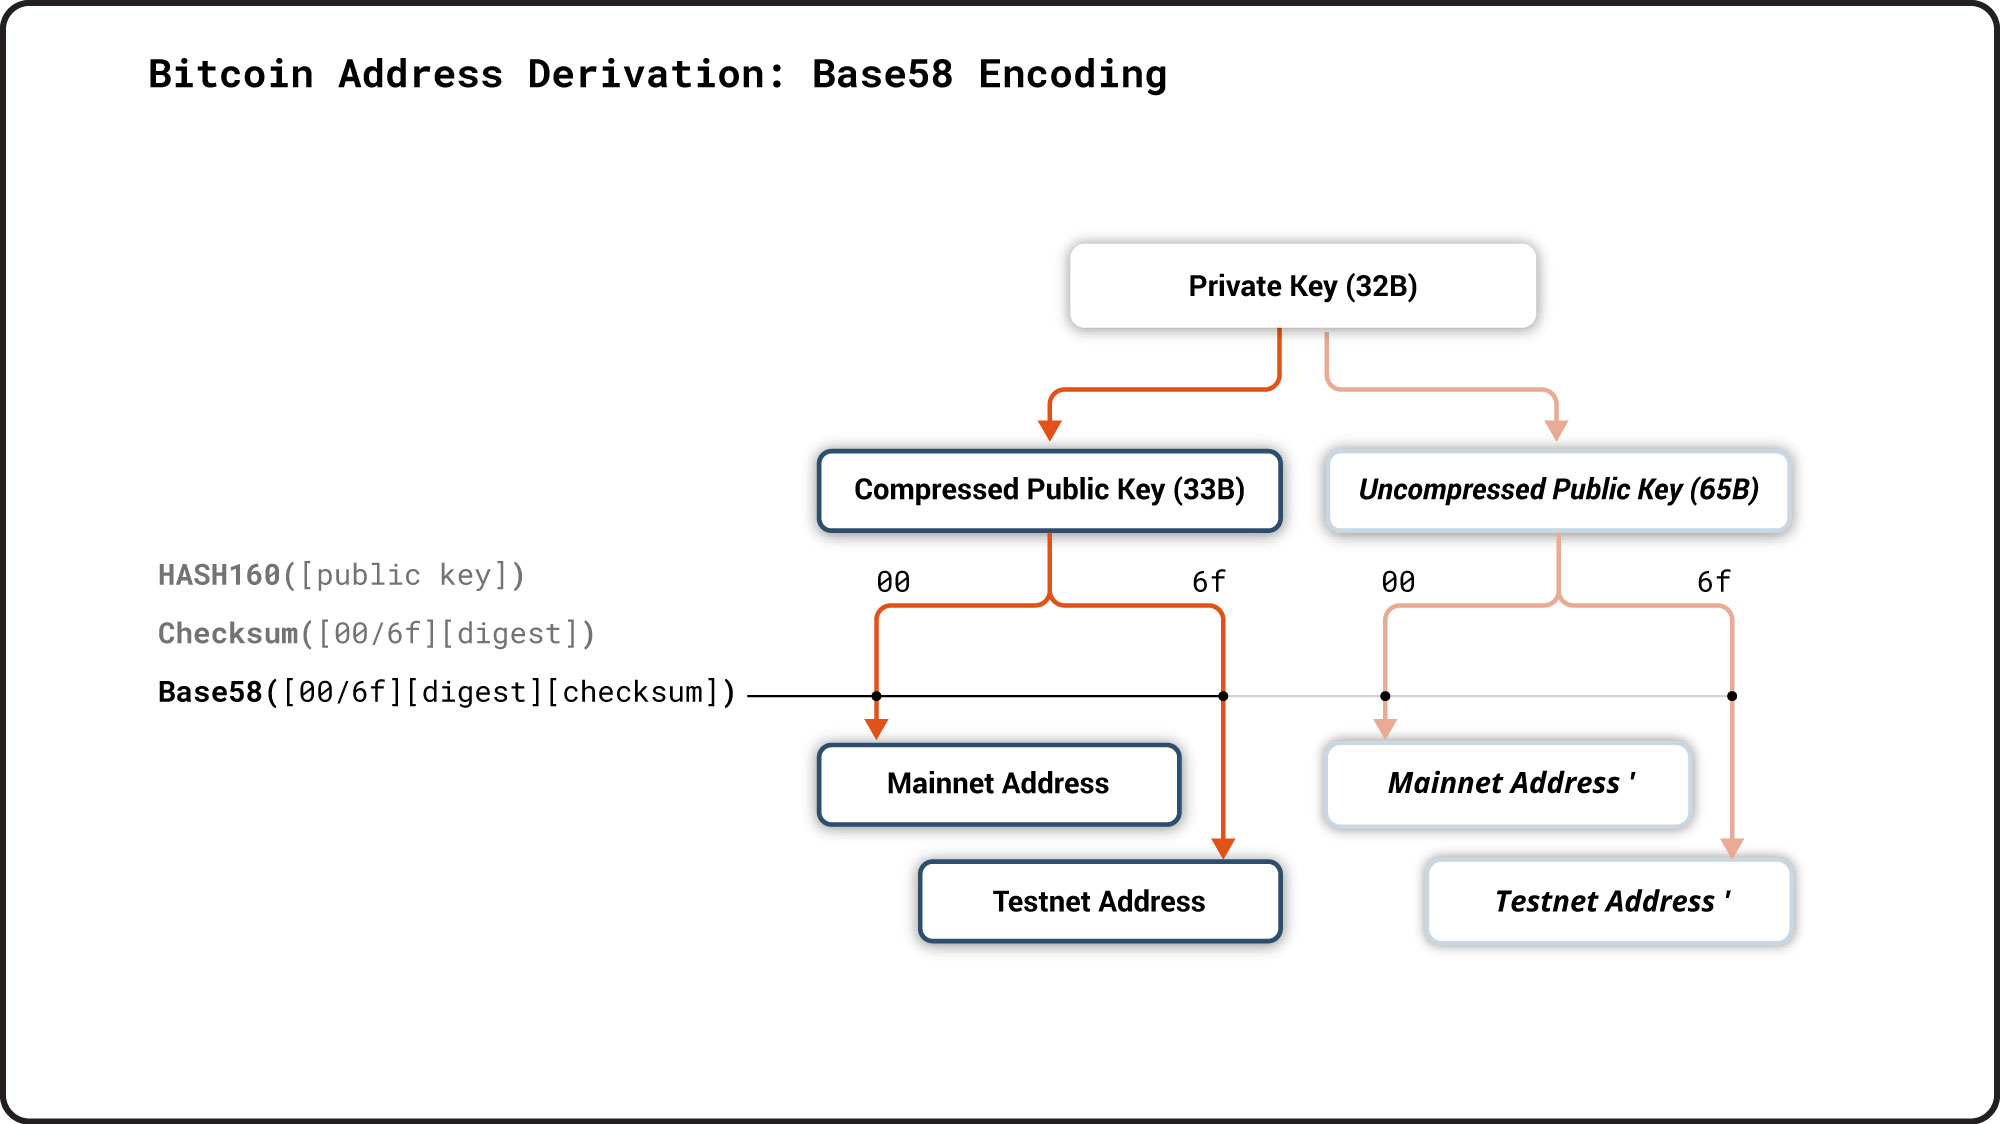 Bitcoin Address Derivation: Base58 Encoding
Private Key (32B)
Compressed Public Key (33B)
Uncompressed Public Key (65B)
HASH160([public key])
00
6f
00
6f
Checksum([00/6f][digest])
Base58([00/6f][digest][checksum])
Mainnet Address
Mainnet Address '
Testnet Address
Testnet Address '